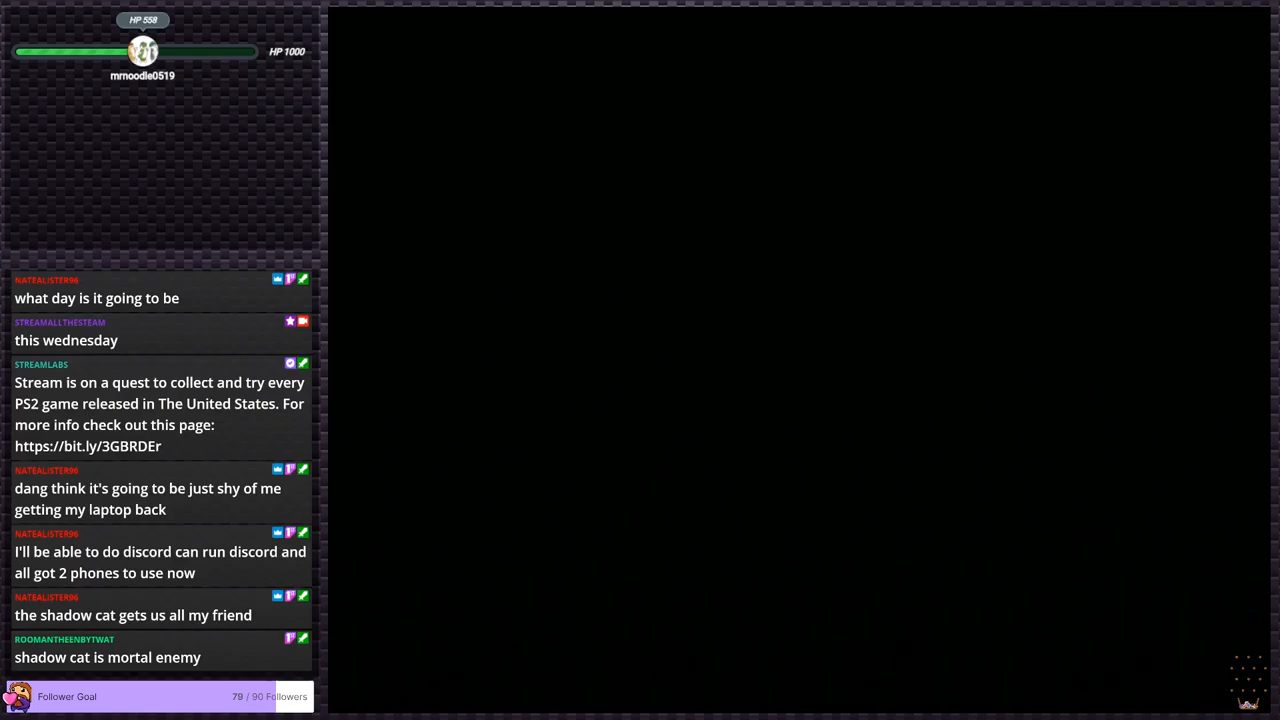 HP 558
HP 1000
mrnoodle0519
NATEALISTER96
what day is it going to be
STREAMALLTHESTEAM
this wednesday
STREAMLABS
Stream is on a quest to collect and try every
PS2 game released in The United States. For
more info check out this page:
https://bit.ly/3GBRDEr
NATEALISTER96
dang think it's going to be just shy of me
getting my laptop back
NATEALISTER96
I'll be able to do discord can run discord and
all got 2 phones to use now
NATEALISTER96
the shadow cat gets us all my friend
ROOMANTHEENBYTWAT
shadow cat is mortal enemy
Follower Goal 79 / 90 Followers